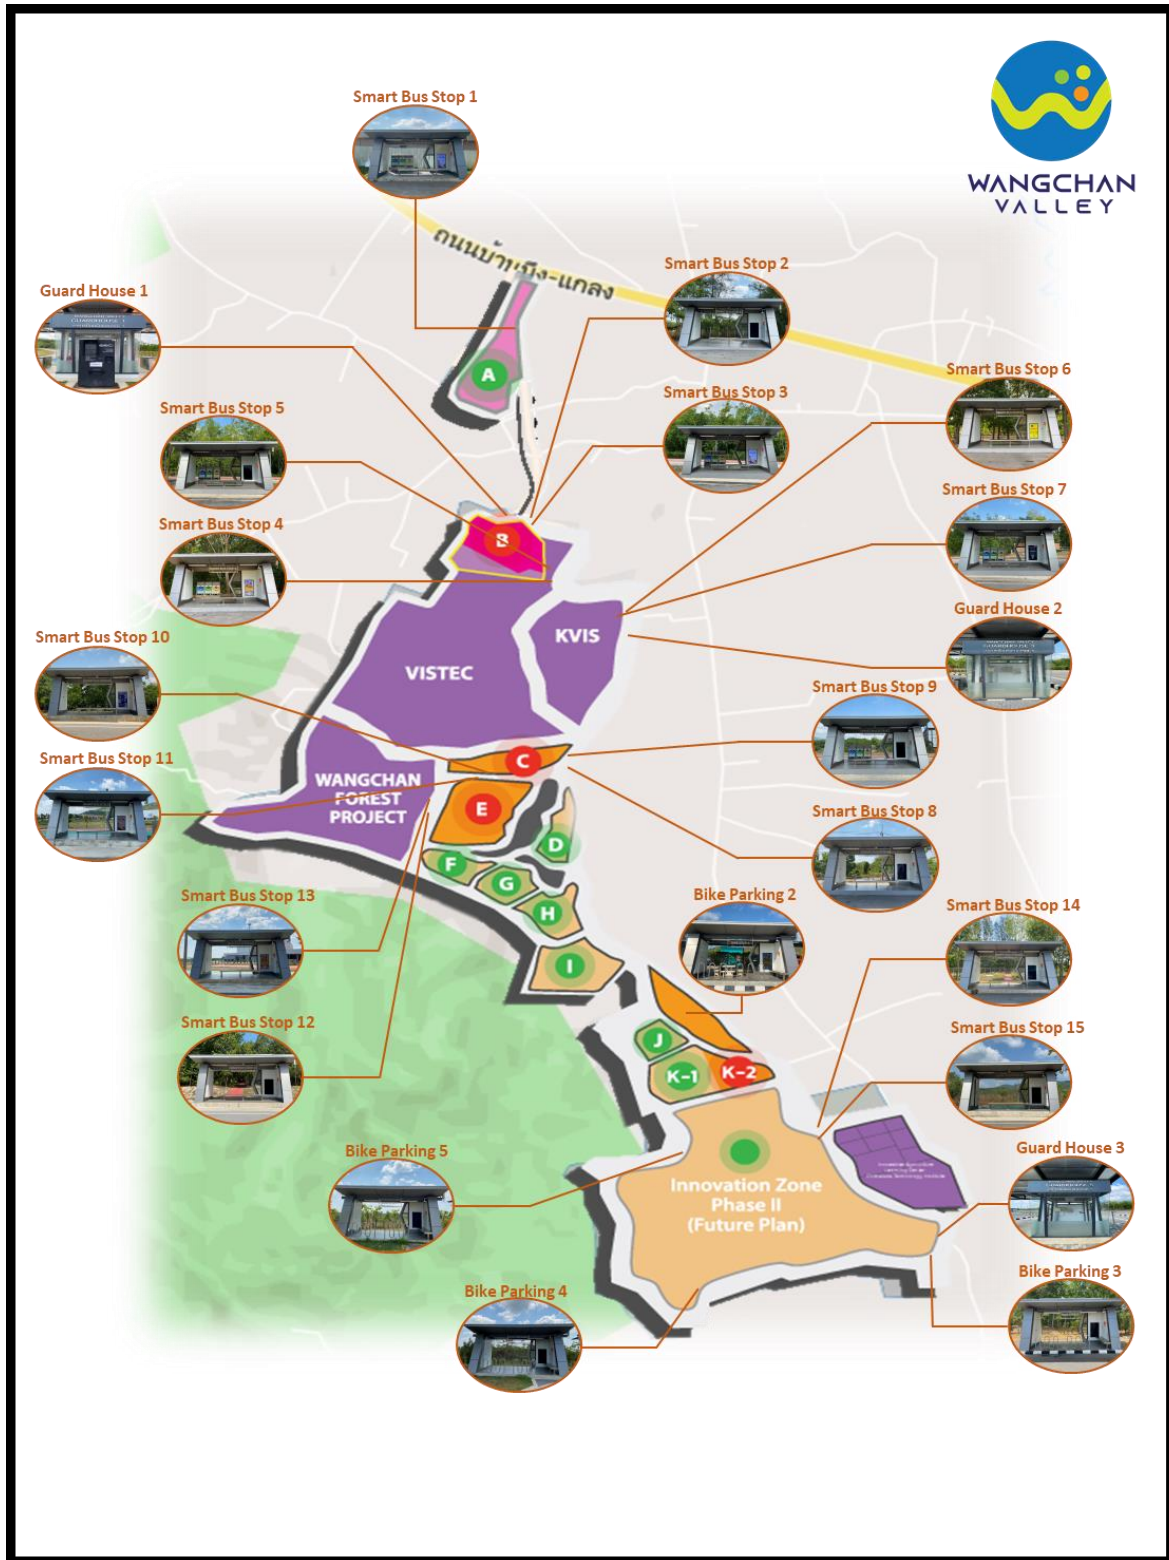 Smart Bus Stop 1
WANGCHAN
VALLEY
ถนนบ้านบึง-แกลง
Smart Bus Stop 2
Guard House 1
Smart Bus Stop 6
A
Smart Bus Stop 5
Smart Bus Stop 3
Smart Bus Stop 7
Smart Bus Stop 4
B
Guard House 2
Smart Bus Stop 10
KVIS
VISTEC
Smart Bus Stop 9
Smart Bus Stop 11
C
WANGCHAN
FOREST
PROJECT
E
Smart Bus Stop 8
D
F
G
Smart Bus Stop 13
Bike Parking 2
Smart Bus Stop 14
H
I
Smart Bus Stop 12
Smart Bus Stop 15
J
K-1
K-2
Bike Parking 5
Guard House 3
Innovation Zone
Phase II
(Future Plan)
Bike Parking 4
Bike Parking 3